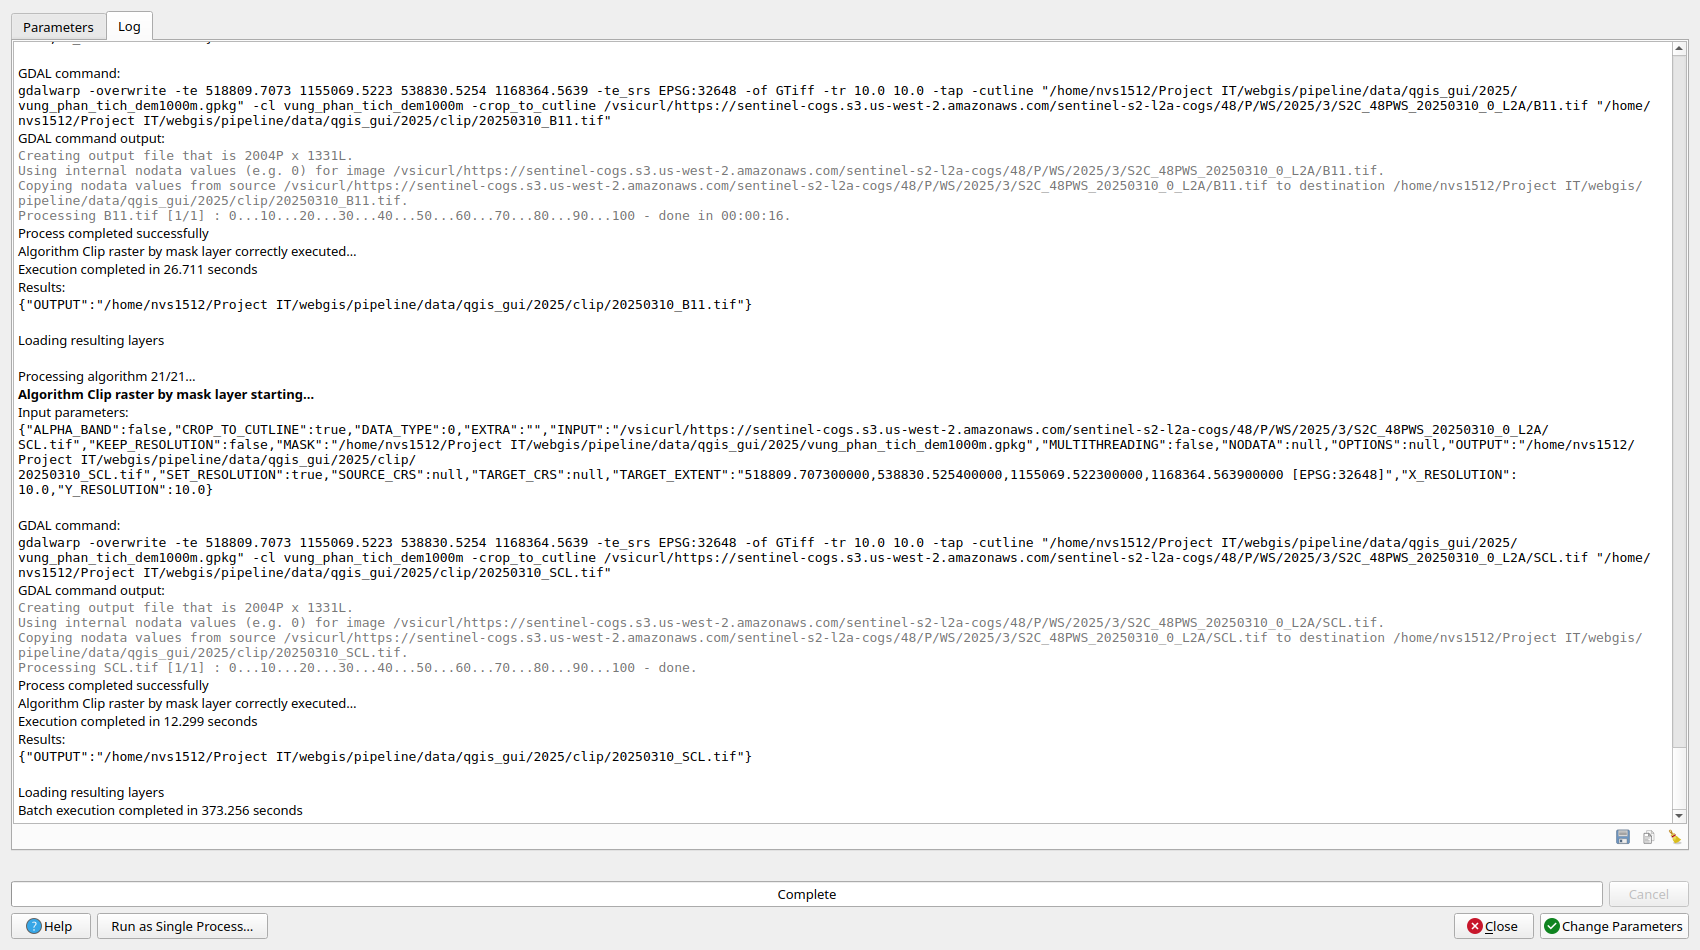 Parameters
Log
GDAL command:
gdalwarp -overwrite -te 518809.7073 1155069.5223 538830.5254 1168364.5639 -te_srs EPSG:32648 -of GTiff -tr 10.0 10.0 -tap -cutline "/home/nvs1512/Project IT/webgis/pipeline/data/qgis_gui/2025/
vung_phan_tich_dem1000m.gpkg" -cl vung_phan_tich_dem1000m -crop_to_cutline /vsicurl/https://sentinel-cogs.s3.us-west-2.amazonaws.com/sentinel-s2-l2a-cogs/48/P/WS/2025/3/S2C_48PWS_20250310_0_L2A/B11.tif "/home/
nvs1512/Project IT/webgis/pipeline/data/qgis_gui/2025/clip/20250310_B11.tif"
GDAL command output:
Creating output file that is 2004P x 1331L.
Using internal nodata values (e.g. 0) for image /vsicurl/https://sentinel-cogs.s3.us-west-2.amazonaws.com/sentinel-s2-l2a-cogs/48/P/WS/2025/3/S2C_48PWS_20250310_0_L2A/B11.tif.
Copying nodata values from source /vsicurl/https://sentinel-cogs.s3.us-west-2.amazonaws.com/sentinel-s2-l2a-cogs/48/P/WS/2025/3/S2C_48PWS_20250310_0_L2A/B11.tif to destination /home/nvs1512/Project IT/webgis/
pipeline/data/qgis_gui/2025/clip/20250310_B11.tif.
Processing B11.tif [1/1] : 0...10...20...30...40...50...60...70...80...90...100 - done in 00:00:16.
Process completed successfully
Algorithm Clip raster by mask layer correctly executed...
Execution completed in 26.711 seconds
Results:
{"OUTPUT":"/home/nvs1512/Project IT/webgis/pipeline/data/qgis_gui/2025/clip/20250310_B11.tif"}
Loading resulting layers
Processing algorithm 21/21...
Algorithm Clip raster by mask layer starting...
Input parameters:
{"ALPHA_BAND":false,"CROP_TO_CUTLINE":true,"DATA_TYPE":0,"EXTRA":"","INPUT":"/vsicurl/https://sentinel-cogs.s3.us-west-2.amazonaws.com/sentinel-s2-l2a-cogs/48/P/WS/2025/3/S2C_48PWS_20250310_0_L2A/
SCL.tif","KEEP_RESOLUTION":false,"MASK":"/home/nvs1512/Project IT/webgis/pipeline/data/qgis_gui/2025/vung_phan_tich_dem1000m.gpkg","MULTITHREADING":false,"NODATA":null,"OPTIONS":null,"OUTPUT":"/home/nvs1512/
Project IT/webgis/pipeline/data/qgis_gui/2025/clip/
20250310_SCL.tif","SET_RESOLUTION":true,"SOURCE_CRS":null,"TARGET_CRS":null,"TARGET_EXTENT":"518809.707300000,538830.525400000,1155069.522300000,1168364.563900000 [EPSG:32648]","X_RESOLUTION":
10.0,"Y_RESOLUTION":10.0}
GDAL command:
gdalwarp -overwrite -te 518809.7073 1155069.5223 538830.5254 1168364.5639 -te_srs EPSG:32648 -of GTiff -tr 10.0 10.0 -tap -cutline "/home/nvs1512/Project IT/webgis/pipeline/data/qgis_gui/2025/
vung_phan_tich_dem1000m.gpkg" -cl vung_phan_tich_dem1000m -crop_to_cutline /vsicurl/https://sentinel-cogs.s3.us-west-2.amazonaws.com/sentinel-s2-l2a-cogs/48/P/WS/2025/3/S2C_48PWS_20250310_0_L2A/SCL.tif "/home/
nvs1512/Project IT/webgis/pipeline/data/qgis_gui/2025/clip/20250310_SCL.tif"
GDAL command output:
Creating output file that is 2004P x 1331L.
Using internal nodata values (e.g. 0) for image /vsicurl/https://sentinel-cogs.s3.us-west-2.amazonaws.com/sentinel-s2-l2a-cogs/48/P/WS/2025/3/S2C_48PWS_20250310_0_L2A/SCL.tif.
Copying nodata values from source /vsicurl/https://sentinel-cogs.s3.us-west-2.amazonaws.com/sentinel-s2-l2a-cogs/48/P/WS/2025/3/S2C_48PWS_20250310_0_L2A/SCL.tif to destination /home/nvs1512/Project IT/webgis/
pipeline/data/qgis_gui/2025/clip/20250310_SCL.tif.
Processing SCL.tif [1/1] : 0...10...20...30...40...50...60...70...80...90...100 - done.
Process completed successfully
Algorithm Clip raster by mask layer correctly executed...
Execution completed in 12.299 seconds
Results:
{"OUTPUT":"/home/nvs1512/Project IT/webgis/pipeline/data/qgis_gui/2025/clip/20250310_SCL.tif"}
Loading resulting layers
Batch execution completed in 373.256 seconds
Complete
Cancel
Help
Run as Single Process...
Close
Change Parameters